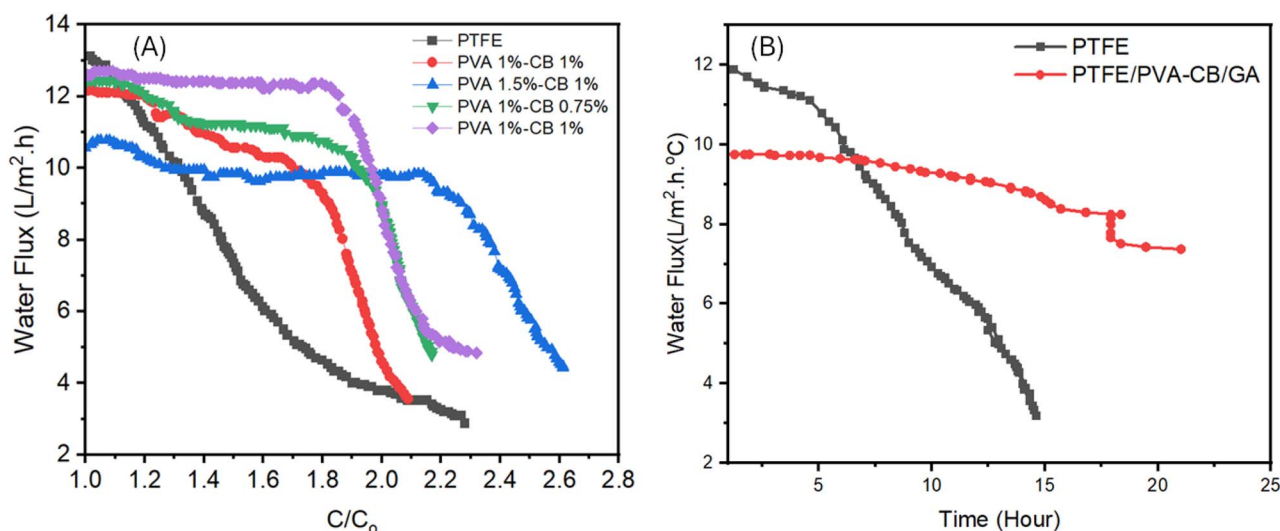 (A)
PTFE
PVA 1%-CB 1%
PVA 1.5%-CB 1%
PVA 1%-CB 0.75%
PVA 1%-CB 1%
Water Flux (L/m².h)
14
12
10
8
6
4
2
1.0 1.2 1.4 1.6 1.8 2.0 2.2 2.4 2.6 2.8
C/Cₒ
(B)
PTFE
PTFE/PVA-CB/GA
Water Flux(L/m².h.°C)
12
10
8
6
4
2
5 10 15 20 25
Time (Hour)